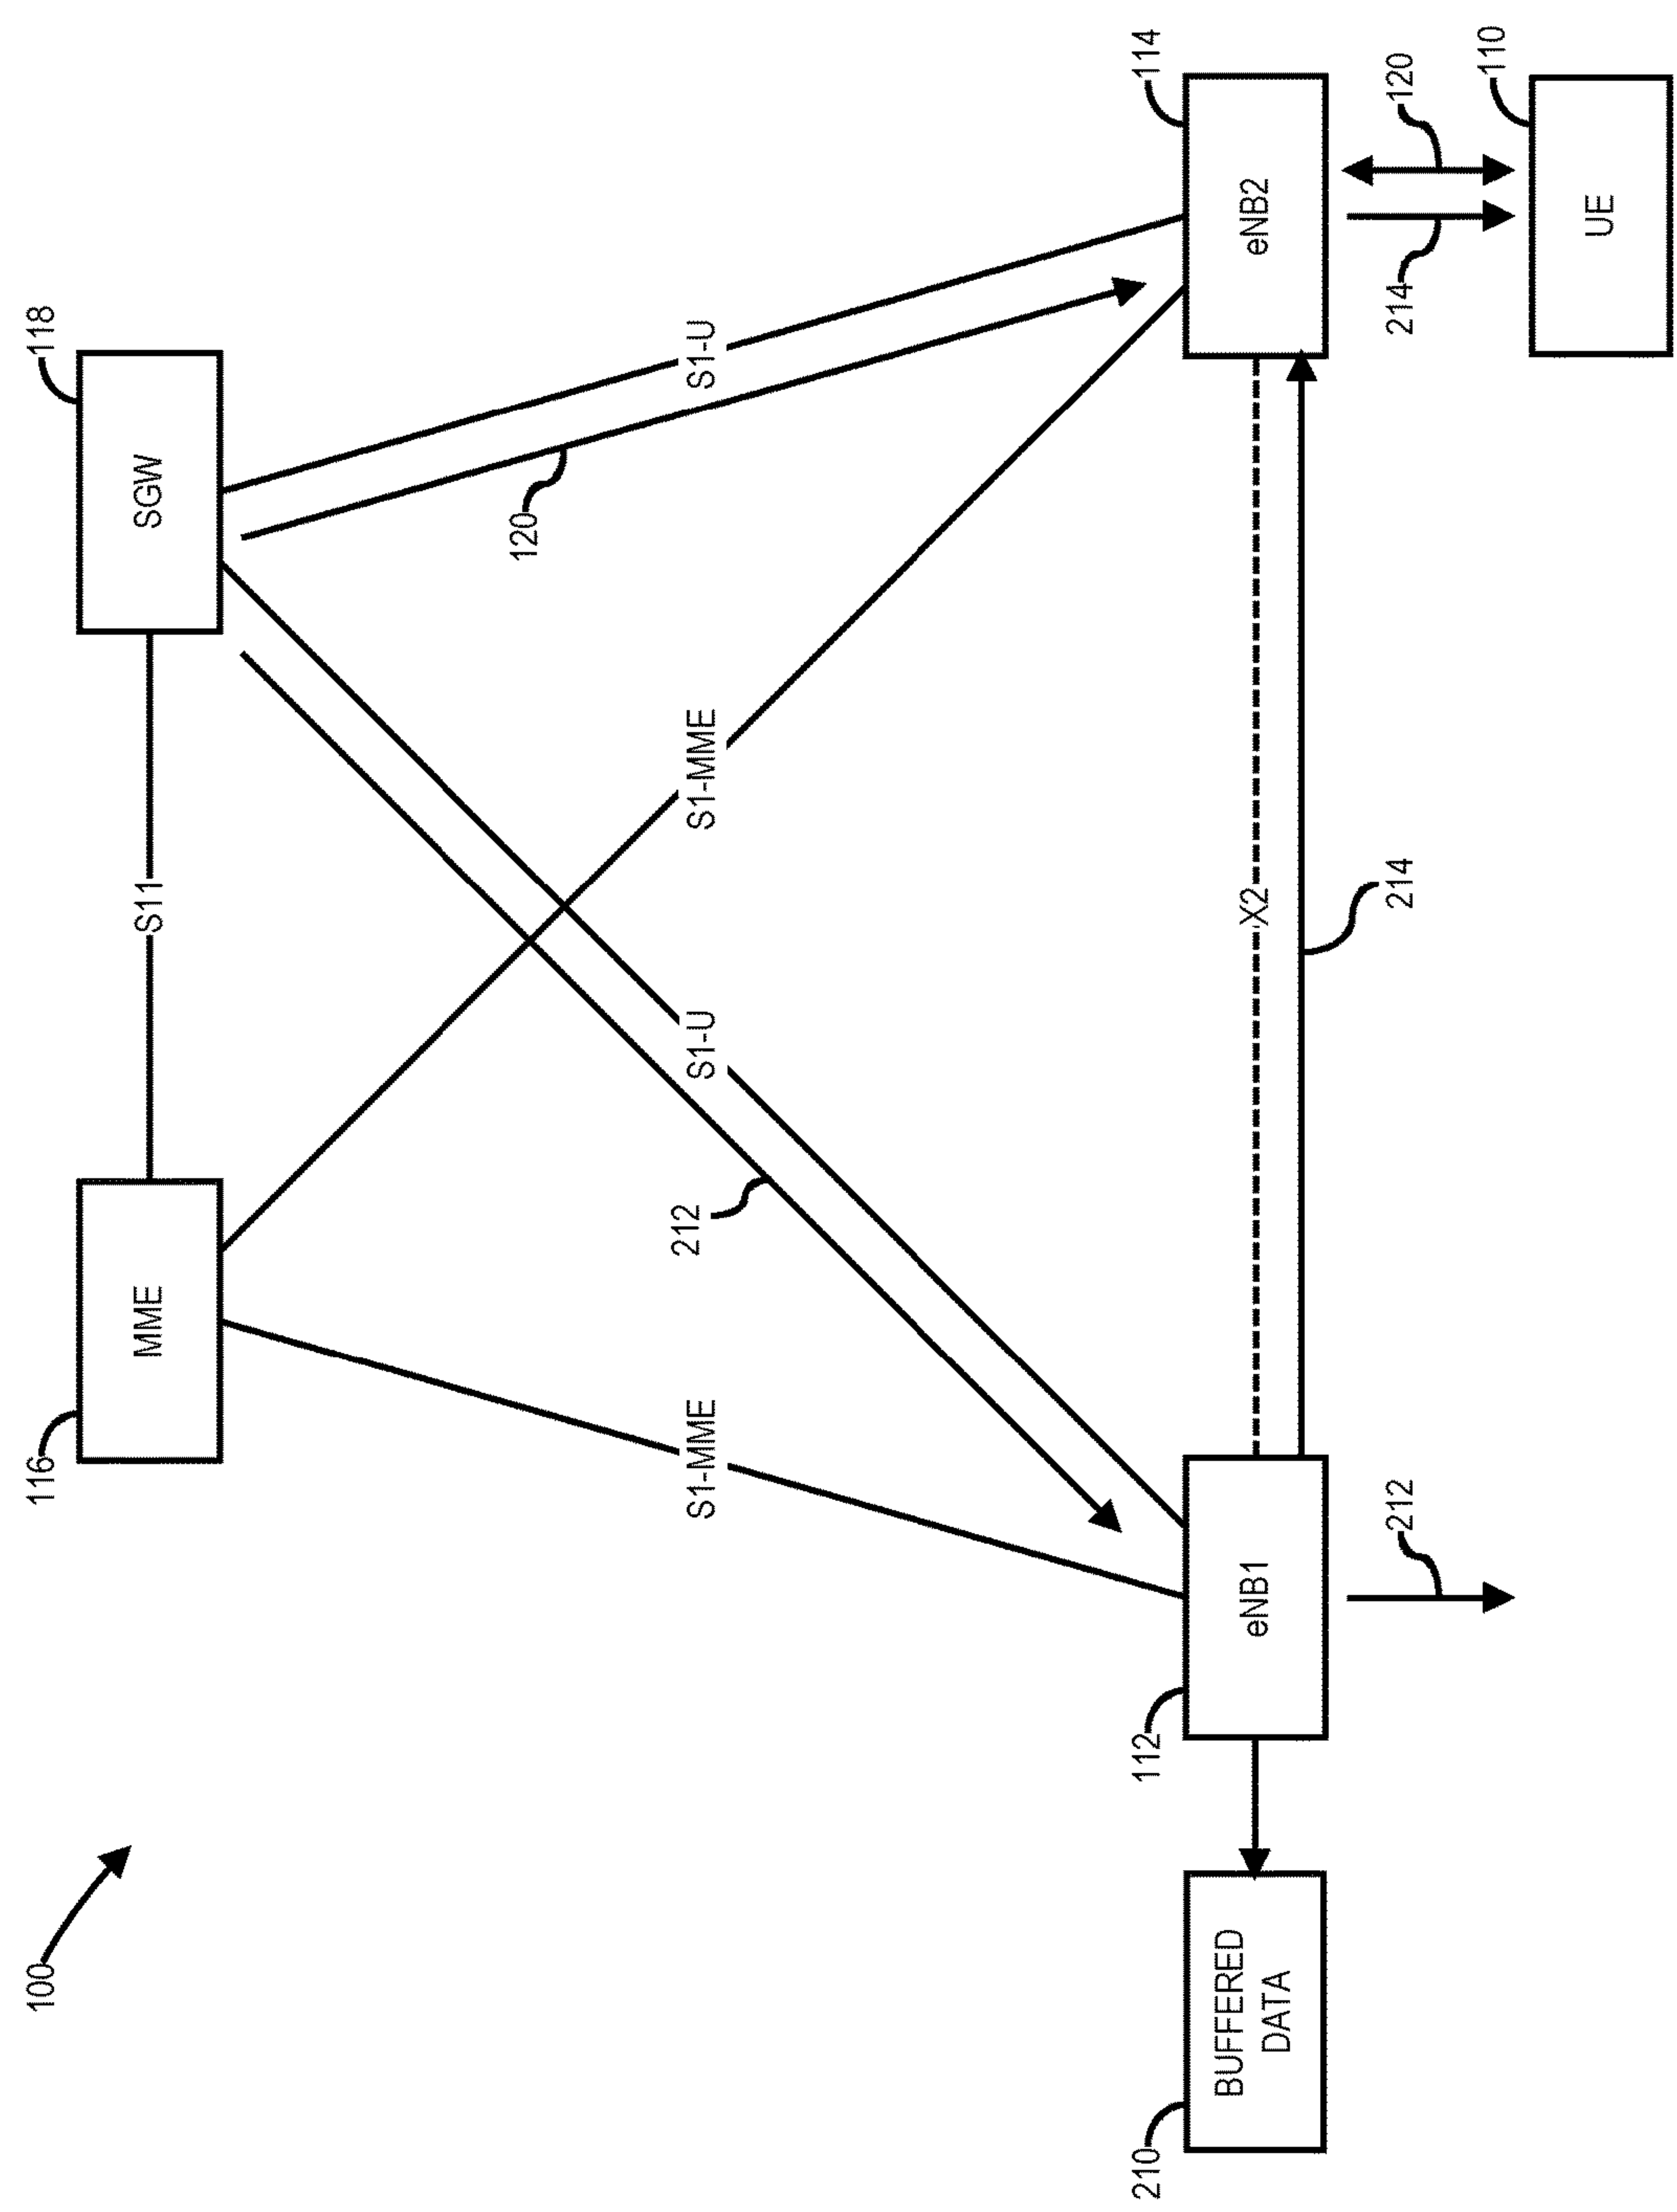 100
116
118
MME
S11
SGW
120
212
S1-MME
S1-U
S1-MME
S1-U
210
112
114
BUFFERED
DATA
eNB1
X2
eNB2
212
214
214
120
110
UE